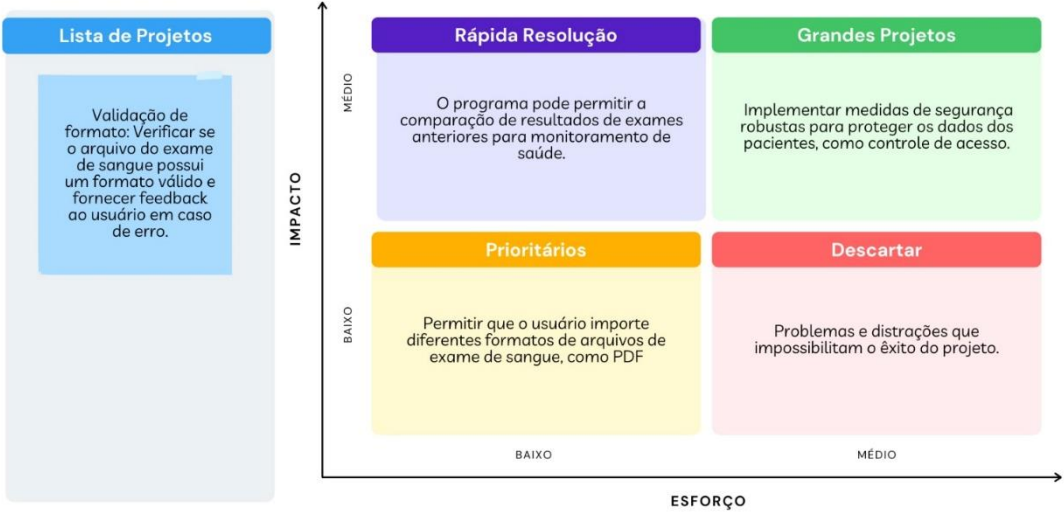 Lista de Projetos
Validação de
formato: Verificar se
o arquivo do exame
de sangue possui
um formato válido e
fornecer feedback
ao usuário em caso
de erro.
IMPACTO
MÉDIO
BAIXO
Rápida Resolução
O programa pode permitir a
comparação de resultados de exames
anteriores para monitoramento de
saúde.
Grandes Projetos
Implementar medidas de segurança
robustas para proteger os dados dos
pacientes, como controle de acesso.
Prioritários
Permitir que o usuário importe
diferentes formatos de arquivos de
exame de sangue, como PDF
Descartar
Problemas e distrações que
impossibilitam o êxito do projeto.
BAIXO
MÉDIO
ESFORÇO